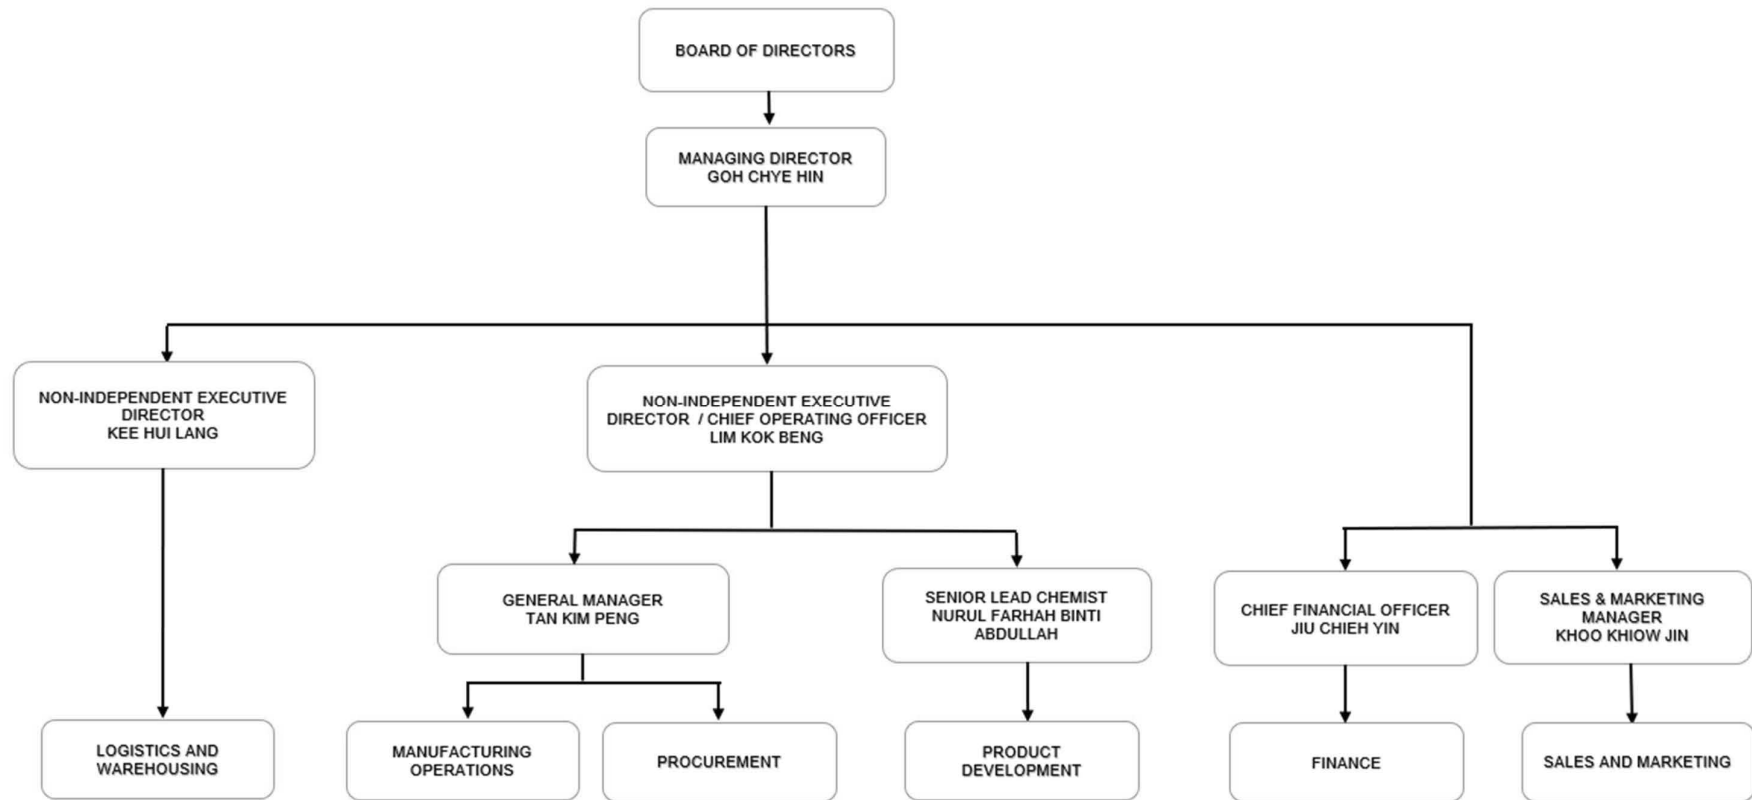 BOARD OF DIRECTORS
MANAGING DIRECTOR
GOH CHYE HIN
NON-INDEPENDENT EXECUTIVE
DIRECTOR
KEE HUI LANG
NON-INDEPENDENT EXECUTIVE
DIRECTOR / CHIEF OPERATING OFFICER
LIM KOK BENG
GENERAL MANAGER
TAN KIM PENG
SENIOR LEAD CHEMIST
NURUL FARHAH BINTI
ABDULLAH
CHIEF FINANCIAL OFFICER
JIU CHIEH YIN
SALES & MARKETING
MANAGER
KHOO KHIOW JIN
LOGISTICS AND
WAREHOUSING
MANUFACTURING
OPERATIONS
PROCUREMENT
PRODUCT
DEVELOPMENT
FINANCE
SALES AND MARKETING